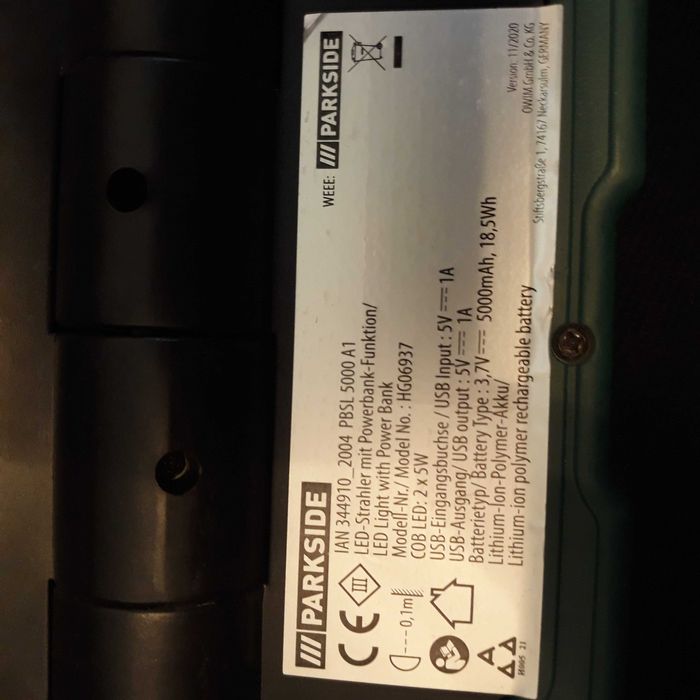 /// PARKSIDE
IAN 344910_2004 PBSL 5000 A1
LED-Strahler mit Powerbank-Funktion/
LED Light with Power Bank
Modell-Nr./ Model No. : HG06937
COB LED: 2 x 5W
USB-Eingangsbuchse / USB Input : 5V⎓1A
USB-Ausgang/ USB output : 5V⎓1A
Batterietyp/ Battery Type : 3,7V⎓ 5000mAh, 18,5Wh
Lithium-Ion-Polymer-Akku/
Lithium-ion polymer rechargeable battery
CE III
0,1m
WEEE: /// PARKSIDE
Version: 11/2020
OWIM GmbH & Co. KG
Stiftsbergstraße 1, 74167 Neckarsulm, GERMANY